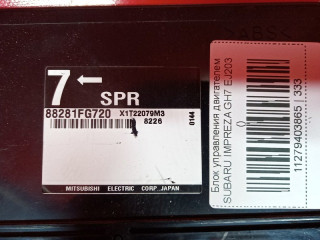 7 ←
SPR
88281FG720 X1T22079M3
8226
0144
MITSUBISHI ELECTRIC CORP. JAPAN
Блок управления двигателем
SUBARU IMPREZA GH7 EJ203
11279403865 333